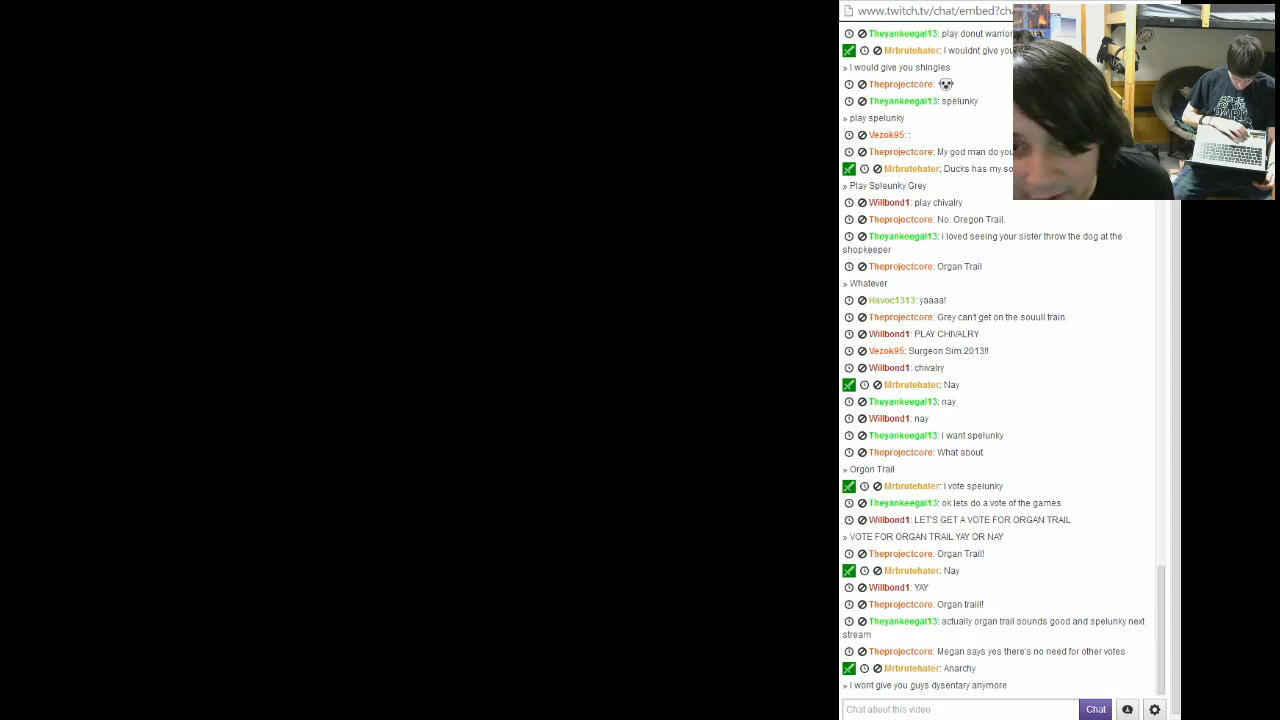 www.twitch.tv/chat/embed?ch
Theyankeegal13: play donut warrior
Mrbrutehater: I wouldnt give you
» I would give you shingles
Theprojectcore:
Theyankeegal13: spelunky
» play spelunky
Vezok95: :
Theprojectcore: My god man do you
Mrbrutehater: Ducks has my so
» Play Spleunky Grey
Willbond1: play chivalry
Theprojectcore: No. Oregon Trail.
Theyankeegal13: i loved seeing your sister throw the dog at the
shopkeeper
Theprojectcore: Organ Trail
» Whatever
Havoc1313: yaaaa!
Theprojectcore: Grey can't get on the souull train.
Willbond1: PLAY CHIVALRY
Vezok95: Surgeon Sim 2013!!
Willbond1: chivalry
Mrbrutehater: Nay
Theyankeegal13: nay
Willbond1: nay
Theyankeegal13: i want spelunky
Theprojectcore: What about.
» Orgon Trail
Mrbrutehater: I vote spelunky
Theyankeegal13: ok lets do a vote of the games
Willbond1: LET'S GET A VOTE FOR ORGAN TRAIL
» VOTE FOR ORGAN TRAIL YAY OR NAY
Theprojectcore: Organ Trail!
Mrbrutehater: Nay
Willbond1: YAY
Theprojectcore: Organ traiil!
Theyankeegal13: actually organ trail sounds good and spelunky next
stream
Theprojectcore: Megan says yes there's no need for other votes
Mrbrutehater: Anarchy
» I wont give you guys dysentary anymore
Chat about this video
Chat